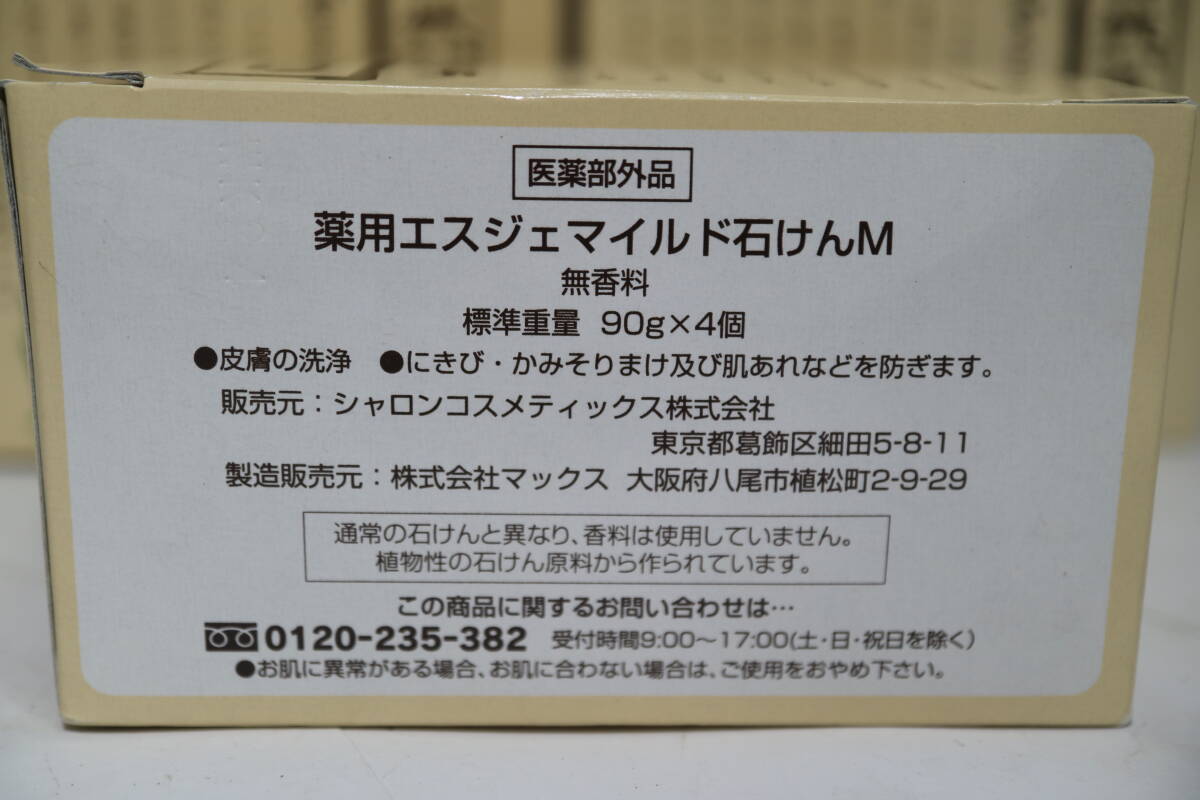 医薬部外品
薬用エスジェマイルド石けんM
無香料
標準重量 90g×4個
●皮膚の洗浄 ●にきび・かみそりまけ及び肌あれなどを防ぎます。
販売元：シャロンコスメティックス株式会社
東京都葛飾区細田5-8-11
製造販売元：株式会社マックス 大阪府八尾市植松町2-9-29
通常の石けんと異なり、香料は使用していません。
植物性の石けん原料から作られています。
この商品に関するお問い合わせは…
0120-235-382 受付時間9:00～17:00(土・日・祝日を除く)
●お肌に異常がある場合、お肌に合わない場合は、ご使用をおやめ下さい。